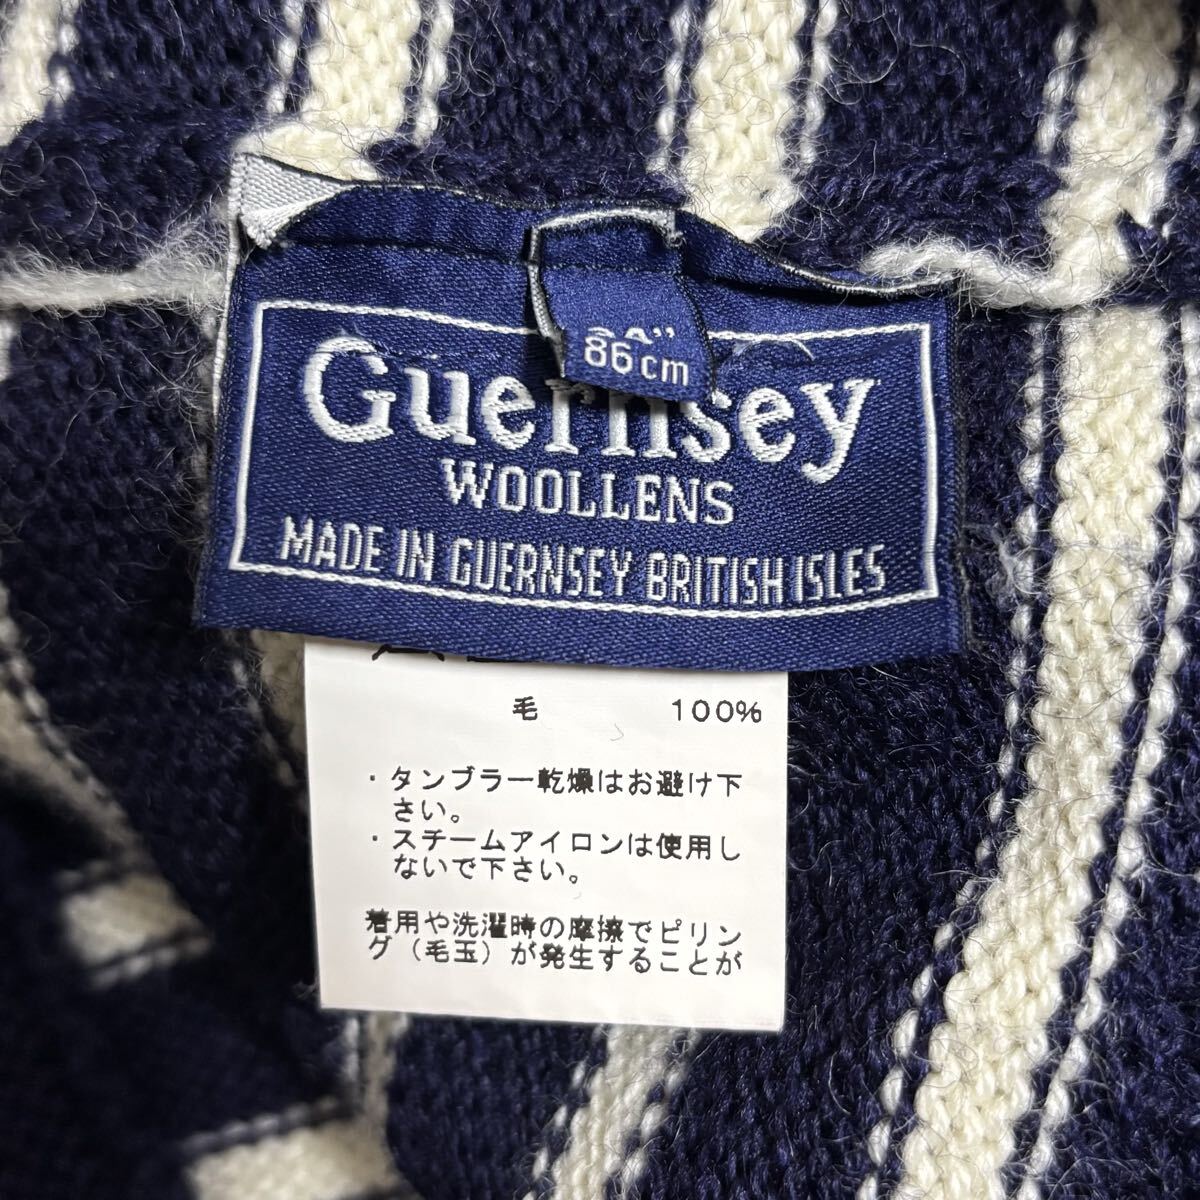 86cm
Guernsey
WOOLLENS
MADE IN GUERNSEY BRITISH ISLES
毛 100%
・タンブラー乾燥はお避け下
さい。
・スチームアイロンは使用し
ないで下さい。
着用や洗濯時の摩擦でピリン
グ（毛玉）が発生することが